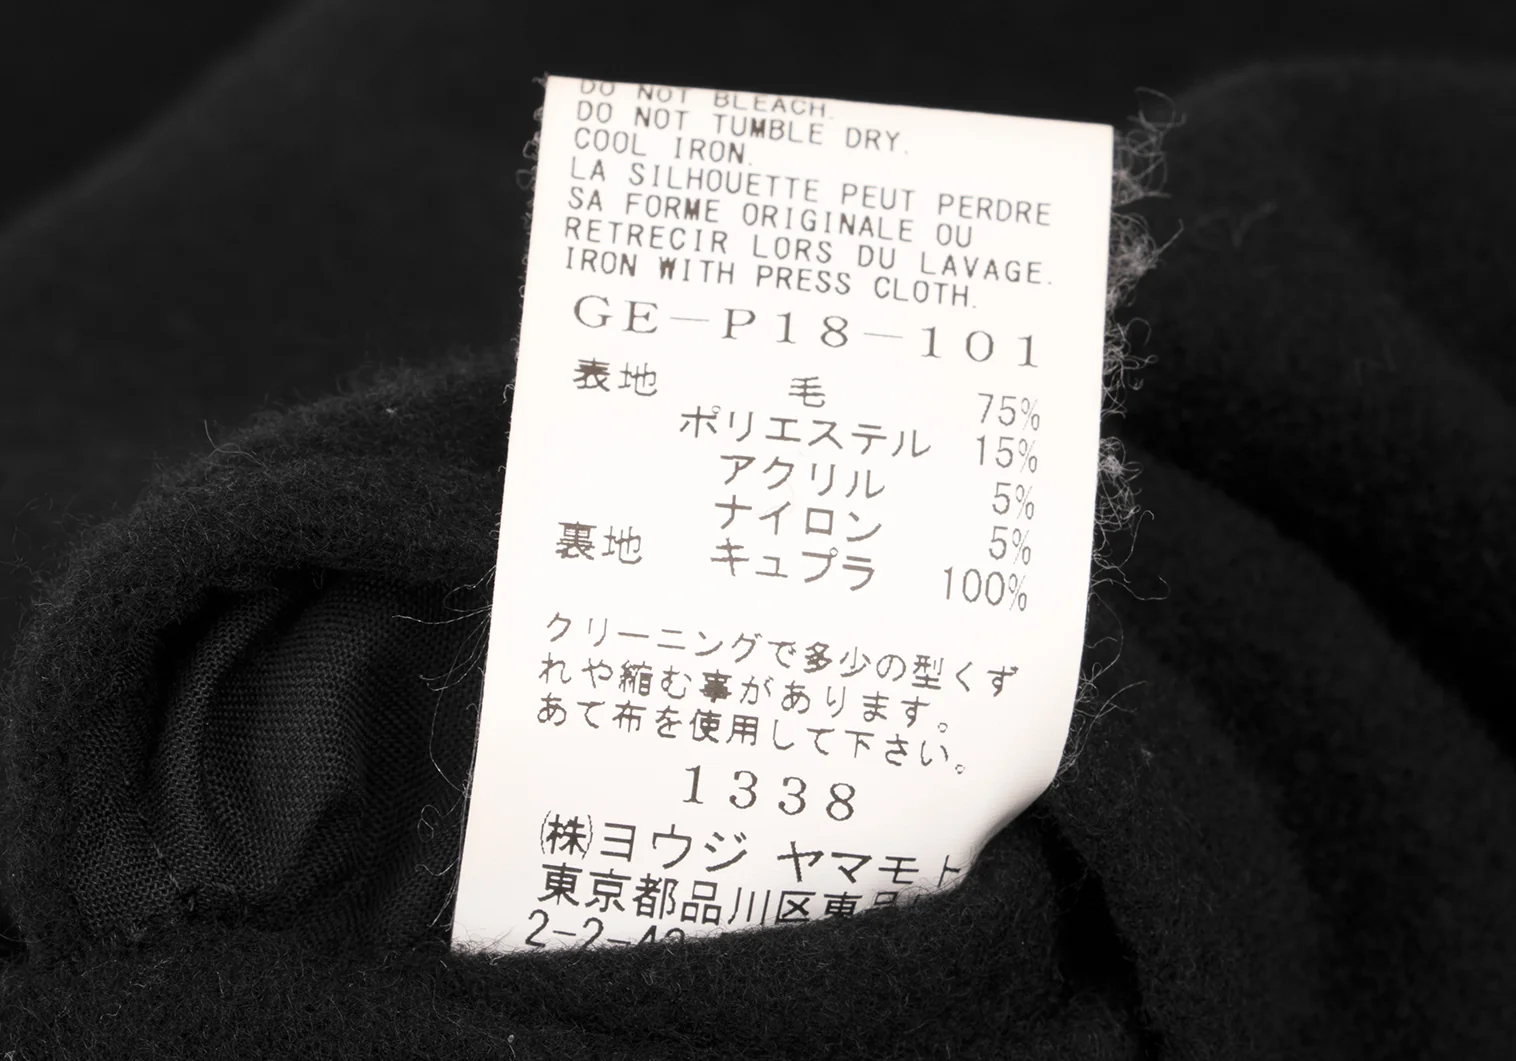 DO NOT BLEACH.
DO NOT TUMBLE DRY.
COOL IRON.
LA SILHOUETTE PEUT PERDRE
SA FORME ORIGINALE OU
RETRECIR LORS DU LAVAGE.
IRON WITH PRESS CLOTH.
GE-P18-101
表地 毛 75%
ポリエステル 15%
アクリル 5%
ナイロン 5%
裏地 キュプラ 100%
クリーニングで多少の型くず
れや縮む事があります。
あて布を使用して下さい。
1338
(株)ヨウジ ヤマモト
東京都品川区東品
2-2-43